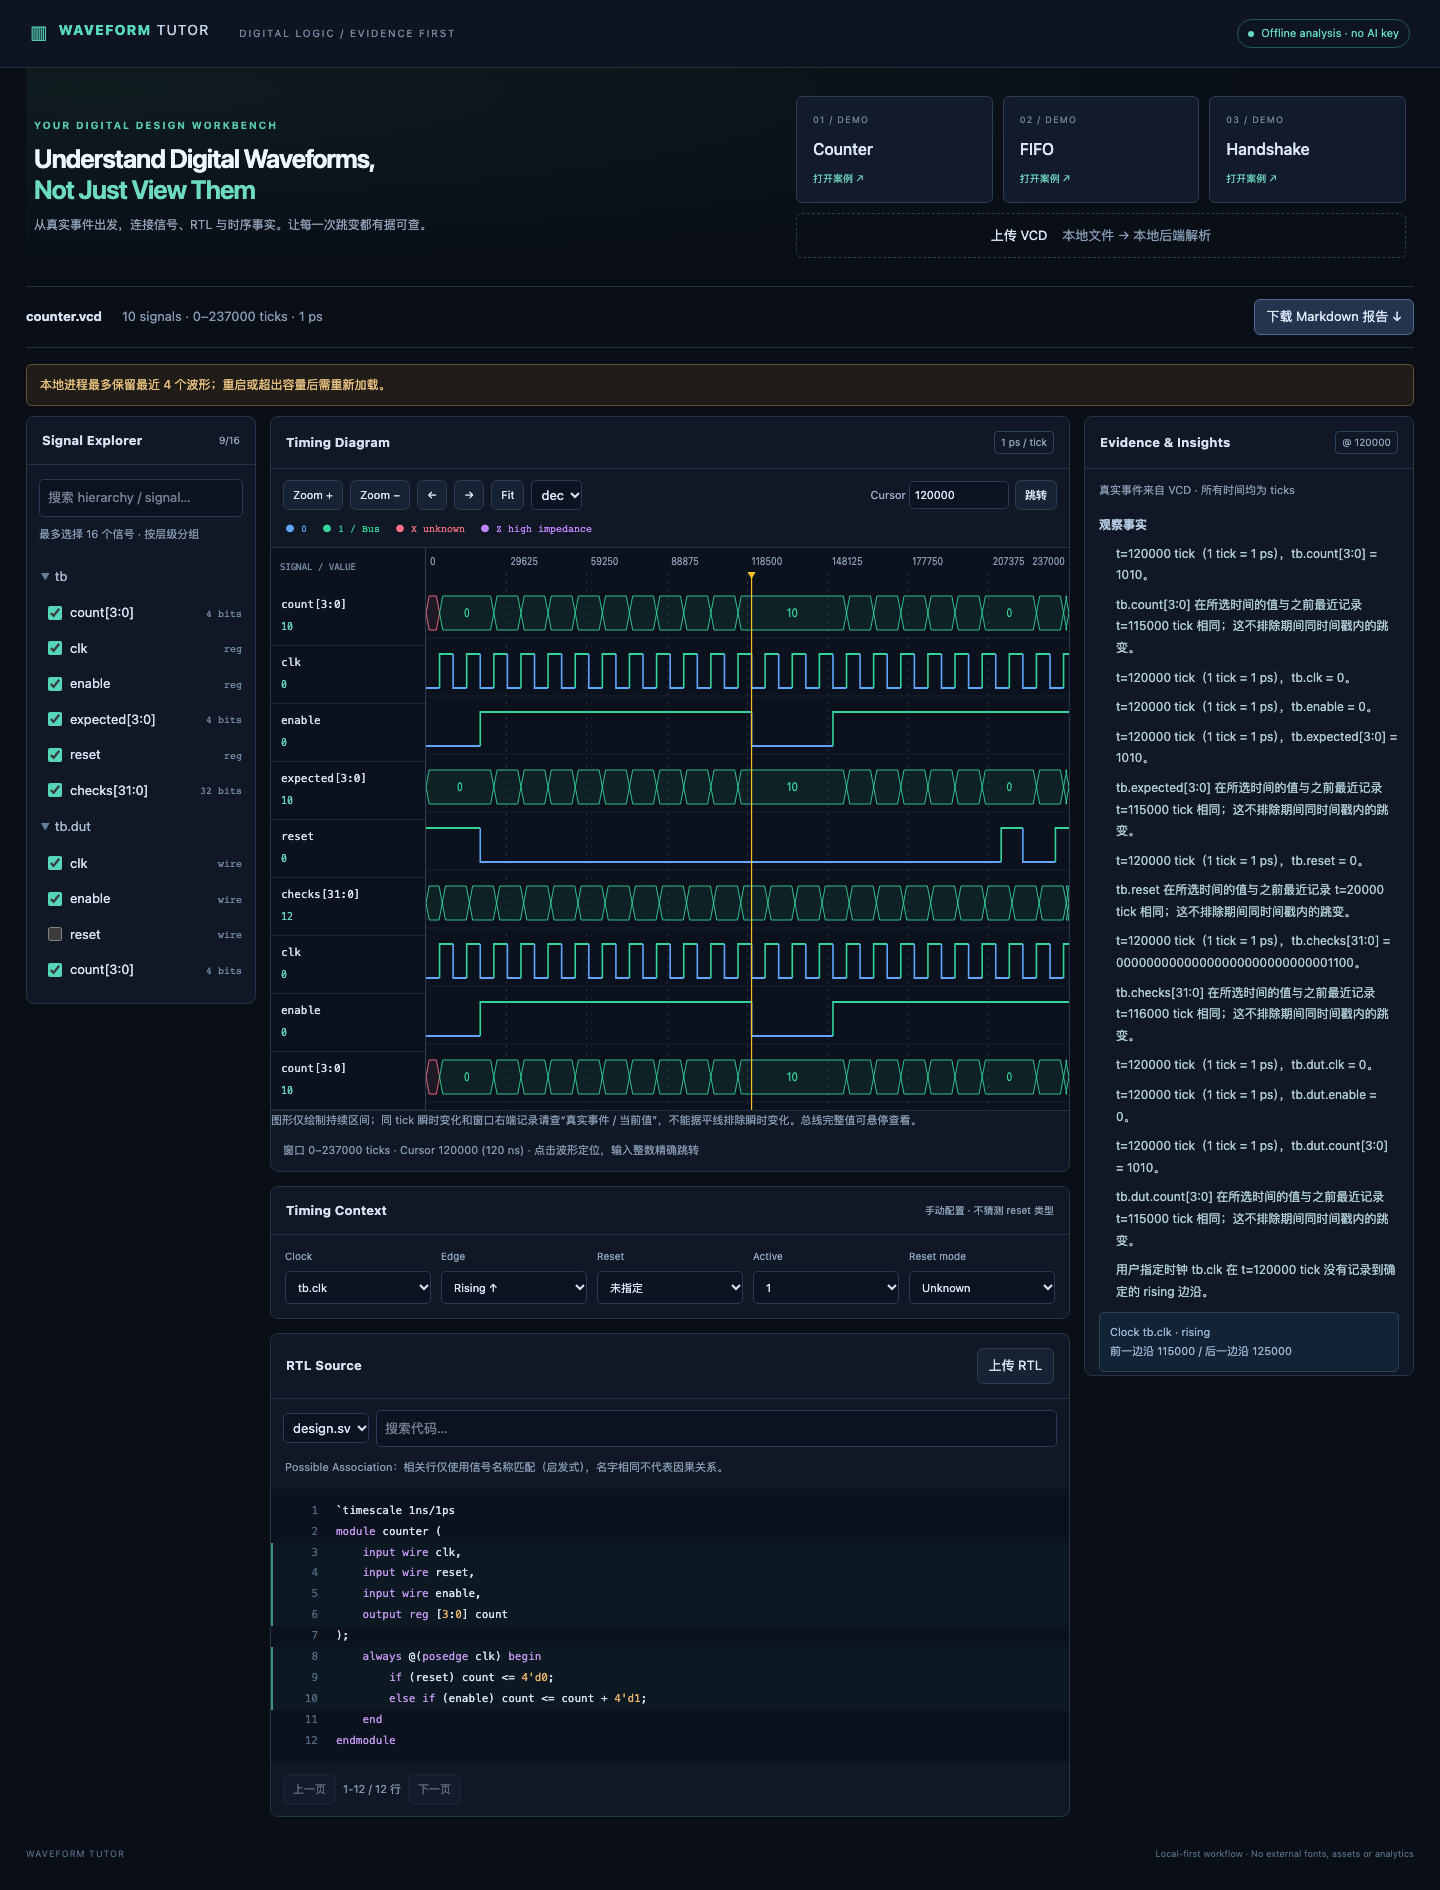 WAVEFORM TUTOR
DIGITAL LOGIC / EVIDENCE FIRST
Offline analysis · no AI key
YOUR DIGITAL DESIGN WORKBENCH
Understand Digital Waveforms,
Not Just View Them
从真实事件出发，连接信号、RTL 与时序事实。让每一次跳变都有据可查。
01 / DEMO
Counter
打开案例 ↗
02 / DEMO
FIFO
打开案例 ↗
03 / DEMO
Handshake
打开案例 ↗
上传 VCD 本地文件 → 本地后端解析
counter.vcd 10 signals · 0–237000 ticks · 1 ps
下载 Markdown 报告 ↓
本地进程最多保留最近 4 个波形；重启或超出容量后需重新加载。
Signal Explorer 9/16
搜索 hierarchy / signal...
最多选择 16 个信号 · 按层级分组
▼ tb
count[3:0] 4 bits
clk reg
enable reg
expected[3:0] 4 bits
reset reg
checks[31:0] 32 bits
▼ tb.dut
clk wire
enable wire
reset wire
count[3:0] 4 bits
Timing Diagram 1 ps / tick
Zoom + Zoom − ← → Fit dec Cursor 120000 跳转
0 1 / Bus X unknown Z high impedance
SIGNAL / VALUE 0 29625 59250 88875 118500 148125 177750 207375 237000
count[3:0]
10
0 10 0
clk
0
enable
0
expected[3:0]
10
0 10 0
reset
0
checks[31:0]
12
clk
0
enable
0
count[3:0]
10
0 10 0
图形仅绘制持续区间；同 tick 瞬时变化和窗口右端记录请查“真实事件 / 当前值”，不能据平线排除瞬时变化。总线完整值可悬停查看。
窗口 0–237000 ticks · Cursor 120000 (120 ns) · 点击波形定位，输入整数精确跳转
Timing Context 手动配置 · 不猜测 reset 类型
Clock Edge Reset Active Reset mode
tb.clk Rising ↑ 未指定 1 Unknown
RTL Source 上传 RTL
design.sv 搜索代码...
Possible Association：相关行仅使用信号名称匹配（启发式），名字相同不代表因果关系。
1 `timescale 1ns/1ps
2 module counter (
3 input wire clk,
4 input wire reset,
5 input wire enable,
6 output reg [3:0] count
7 );
8 always @(posedge clk) begin
9 if (reset) count <= 4'd0;
10 else if (enable) count <= count + 4'd1;
11 end
12 endmodule
上一页 1-12 / 12 行 下一页
Evidence & Insights @ 120000
真实事件来自 VCD · 所有时间均为 ticks
观察事实
t=120000 tick（1 tick = 1 ps），tb.count[3:0] =
1010。
tb.count[3:0] 在所选时间的值与之前最近记录
t=115000 tick 相同；这不排除期间同时间戳内的跳
变。
t=120000 tick（1 tick = 1 ps），tb.clk = 0。
t=120000 tick（1 tick = 1 ps），tb.enable = 0。
t=120000 tick（1 tick = 1 ps），tb.expected[3:0] =
1010。
tb.expected[3:0] 在所选时间的值与之前最近记录
t=115000 tick 相同；这不排除期间同时间戳内的跳
变。
t=120000 tick（1 tick = 1 ps），tb.reset = 0。
tb.reset 在所选时间的值与之前最近记录 t=20000
tick 相同；这不排除期间同时间戳内的跳变。
t=120000 tick（1 tick = 1 ps），tb.checks[31:0] =
00000000000000000000000000001100。
tb.checks[31:0] 在所选时间的值与之前最近记录
t=116000 tick 相同；这不排除期间同时间戳内的跳
变。
t=120000 tick（1 tick = 1 ps），tb.dut.clk = 0。
t=120000 tick（1 tick = 1 ps），tb.dut.enable =
0。
t=120000 tick（1 tick = 1 ps），tb.dut.count[3:0]
= 1010。
tb.dut.count[3:0] 在所选时间的值与之前最近记录
t=115000 tick 相同；这不排除期间同时间戳内的跳
变。
用户指定时钟 tb.clk 在 t=120000 tick 没有记录到确
定的 rising 边沿。
Clock tb.clk · rising
前一边沿 115000 / 后一边沿 125000
WAVEFORM TUTOR
Local-first workflow · No external fonts, assets or analytics